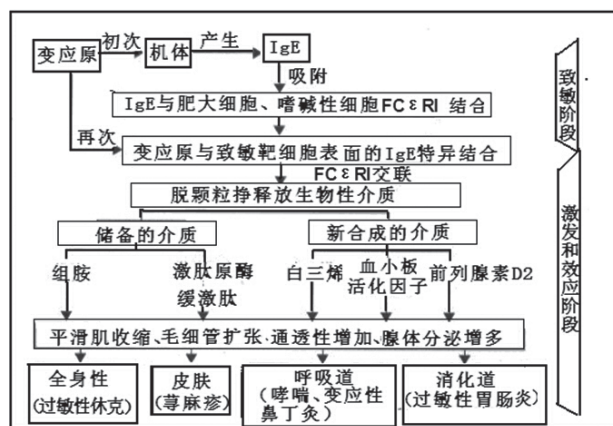 变应原
初次
机体
产生
IgE
吸附
IgE与肥大细胞、嗜碱性细胞FCεRI 结合
再次
变应原与致敏靶细胞表面的IgE特异结合
FCεRI交联
脱颗粒挣释放生物性介质
储备的介质
新合成的介质
组胺
激肽原酶
缓激肽
白三烯
血小板
活化因子
前列腺素D2
平滑肌收缩、毛细管扩张、通透性增加、腺体分泌增多
全身性
(过敏性休克)
皮肤
(荨麻疹)
呼吸道
(哮喘、变应性
鼻丁灸)
消化道
(过敏性胃肠炎)
致敏阶段
激发和效应阶段